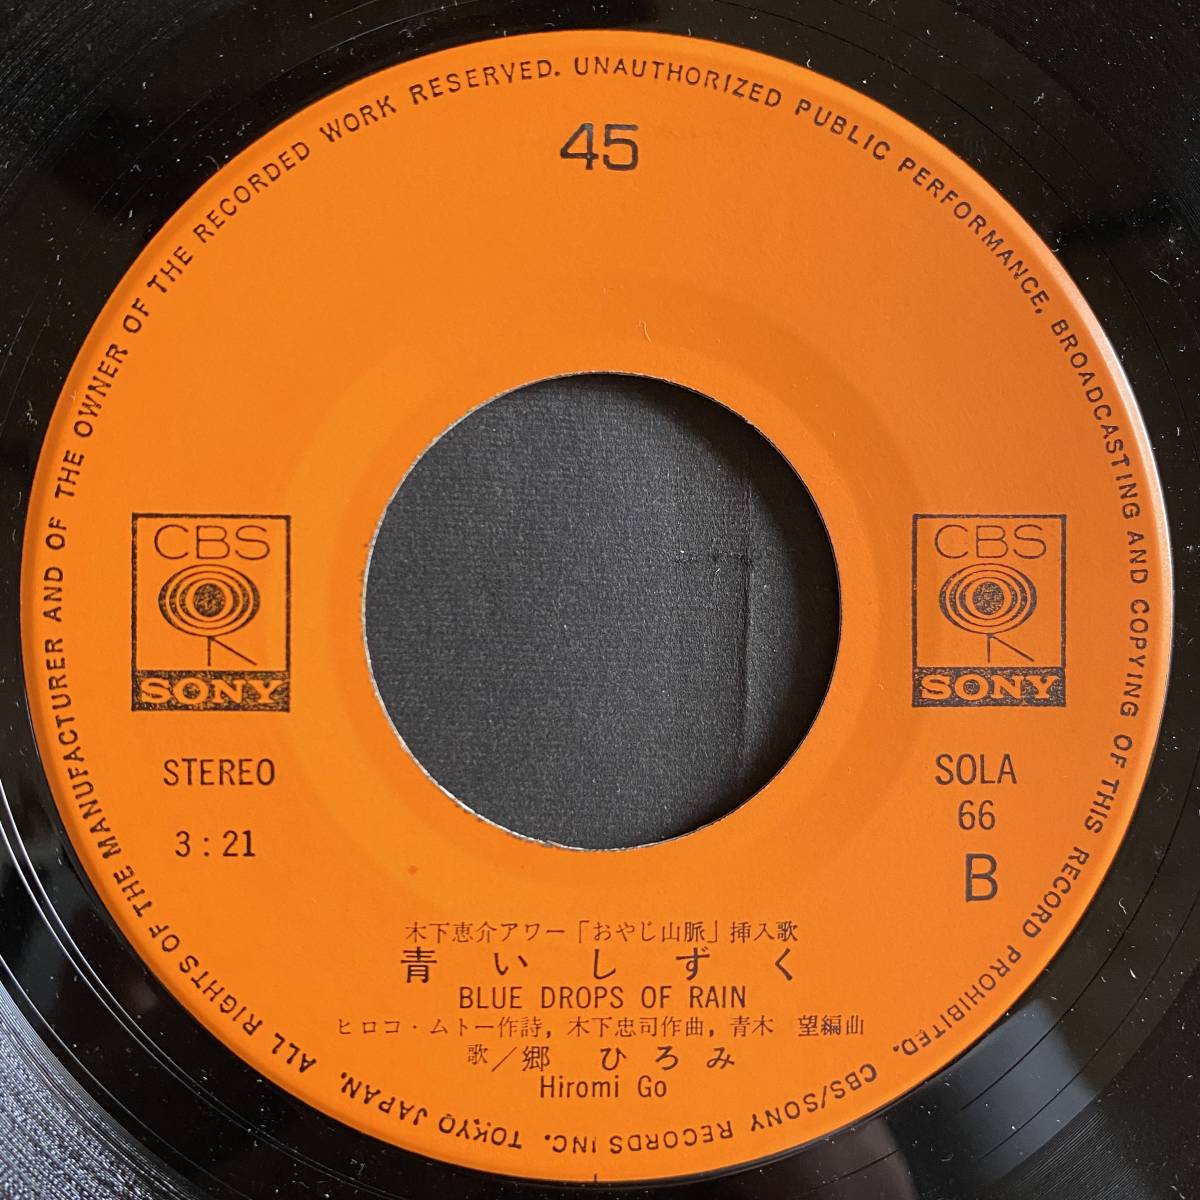 ALL RIGHTS OF THE MANUFACTURER AND OF THE OWNER OF THE RECORDED WORK RESERVED. UNAUTHORIZED PUBLIC PERFORMANCE, BROADCASTING AND COPYING OF THIS RECORD PROHIBITED. CBS/SONY RECORDS INC. TOKYO JAPAN.
45
CBS
SONY
CBS
SONY
STEREO
3:21
SOLA
66
B
木下恵介アワー「おやじ山脈」挿入歌
青いしずく
BLUE DROPS OF RAIN
ヒロコ・ムトー作詩, 木下忠司作曲, 青木 望編曲
歌/郷 ひろみ
Hiromi Go